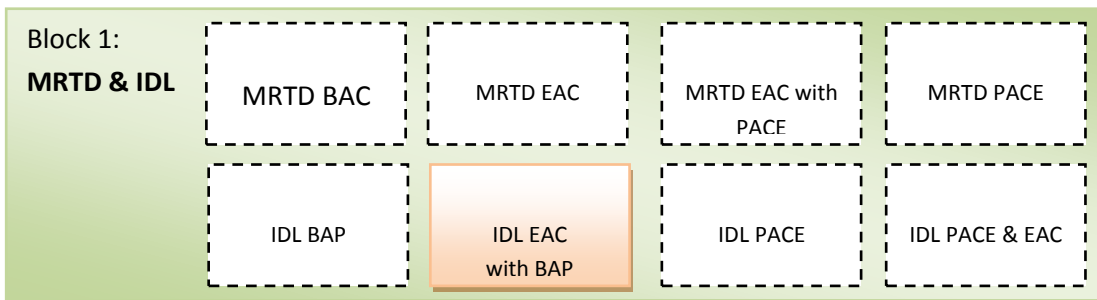 Block 1:
MRTD & IDL
MRTD BAC
MRTD EAC
MRTD EAC with
PACE
MRTD PACE
IDL BAP
IDL EAC
with BAP
IDL PACE
IDL PACE & EAC